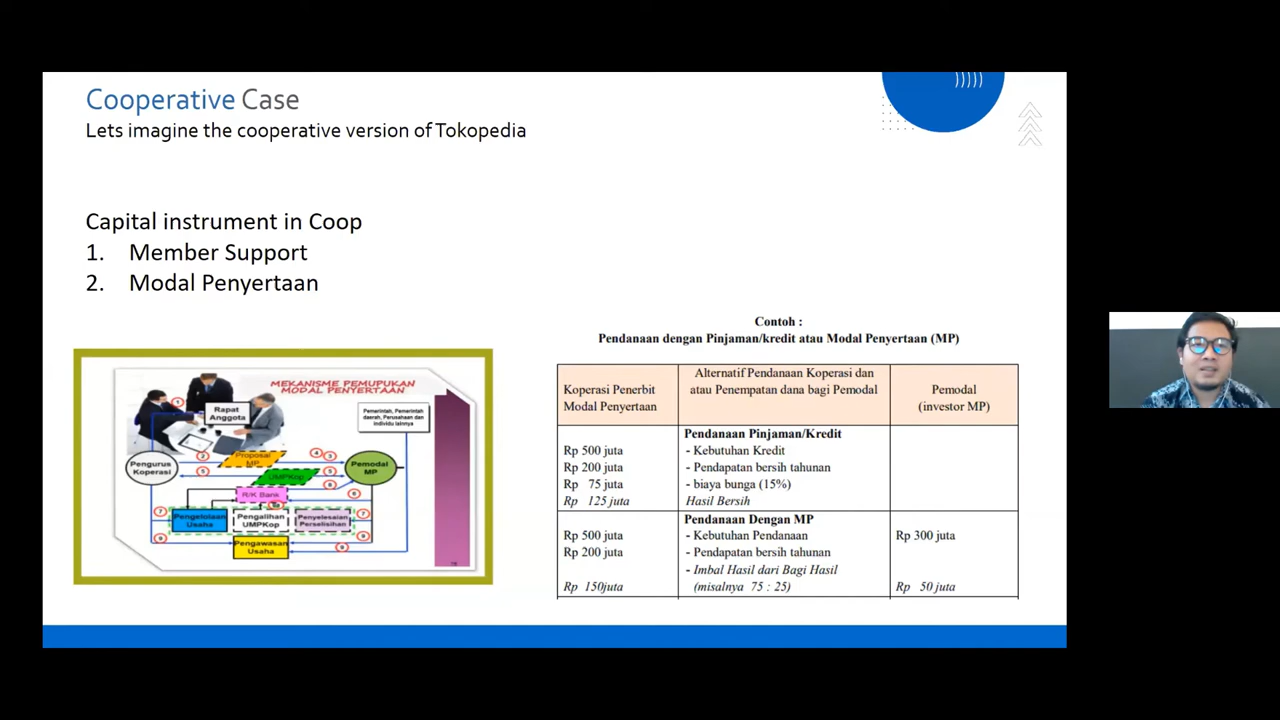 Cooperative Case
Lets imagine the cooperative version of Tokopedia
Capital instrument in Coop
1. Member Support
2. Modal Penyertaan
MEKANISME PEMUPUKAN
MODAL PENYERTAAN
Rapat
Anggota
Pemerintah, Pemerintah
daerah, Perusahaan dan
individu lainnya
Pengurus
Koperasi
Proposal
MP
UMPKop
Pemodal
MP
R/K Bank
Pengelolaan
Usaha
Pengalihan
UMPKop
Penyelesaian
Perselisihan
Pengawasan
Usaha
Contoh :
Pendanaan dengan Pinjaman/kredit atau Modal Penyertaan (MP)
Koperasi Penerbit
Modal Penyertaan
Alternatif Pendanaan Koperasi dan
atau Penempatan dana bagi Pemodal
Pemodal
(investor MP)
Pendanaan Pinjaman/Kredit
Rp 500 juta - Kebutuhan Kredit
Rp 200 juta - Pendapatan bersih tahunan
Rp 75 juta - biaya bunga (15%)
Rp 125 juta Hasil Bersih
Pendanaan Dengan MP
Rp 500 juta - Kebutuhan Pendanaan Rp 300 juta
Rp 200 juta - Pendapatan bersih tahunan
- Imbal Hasil dari Bagi Hasil
Rp 150juta (misalnya 75 : 25) Rp 50 juta